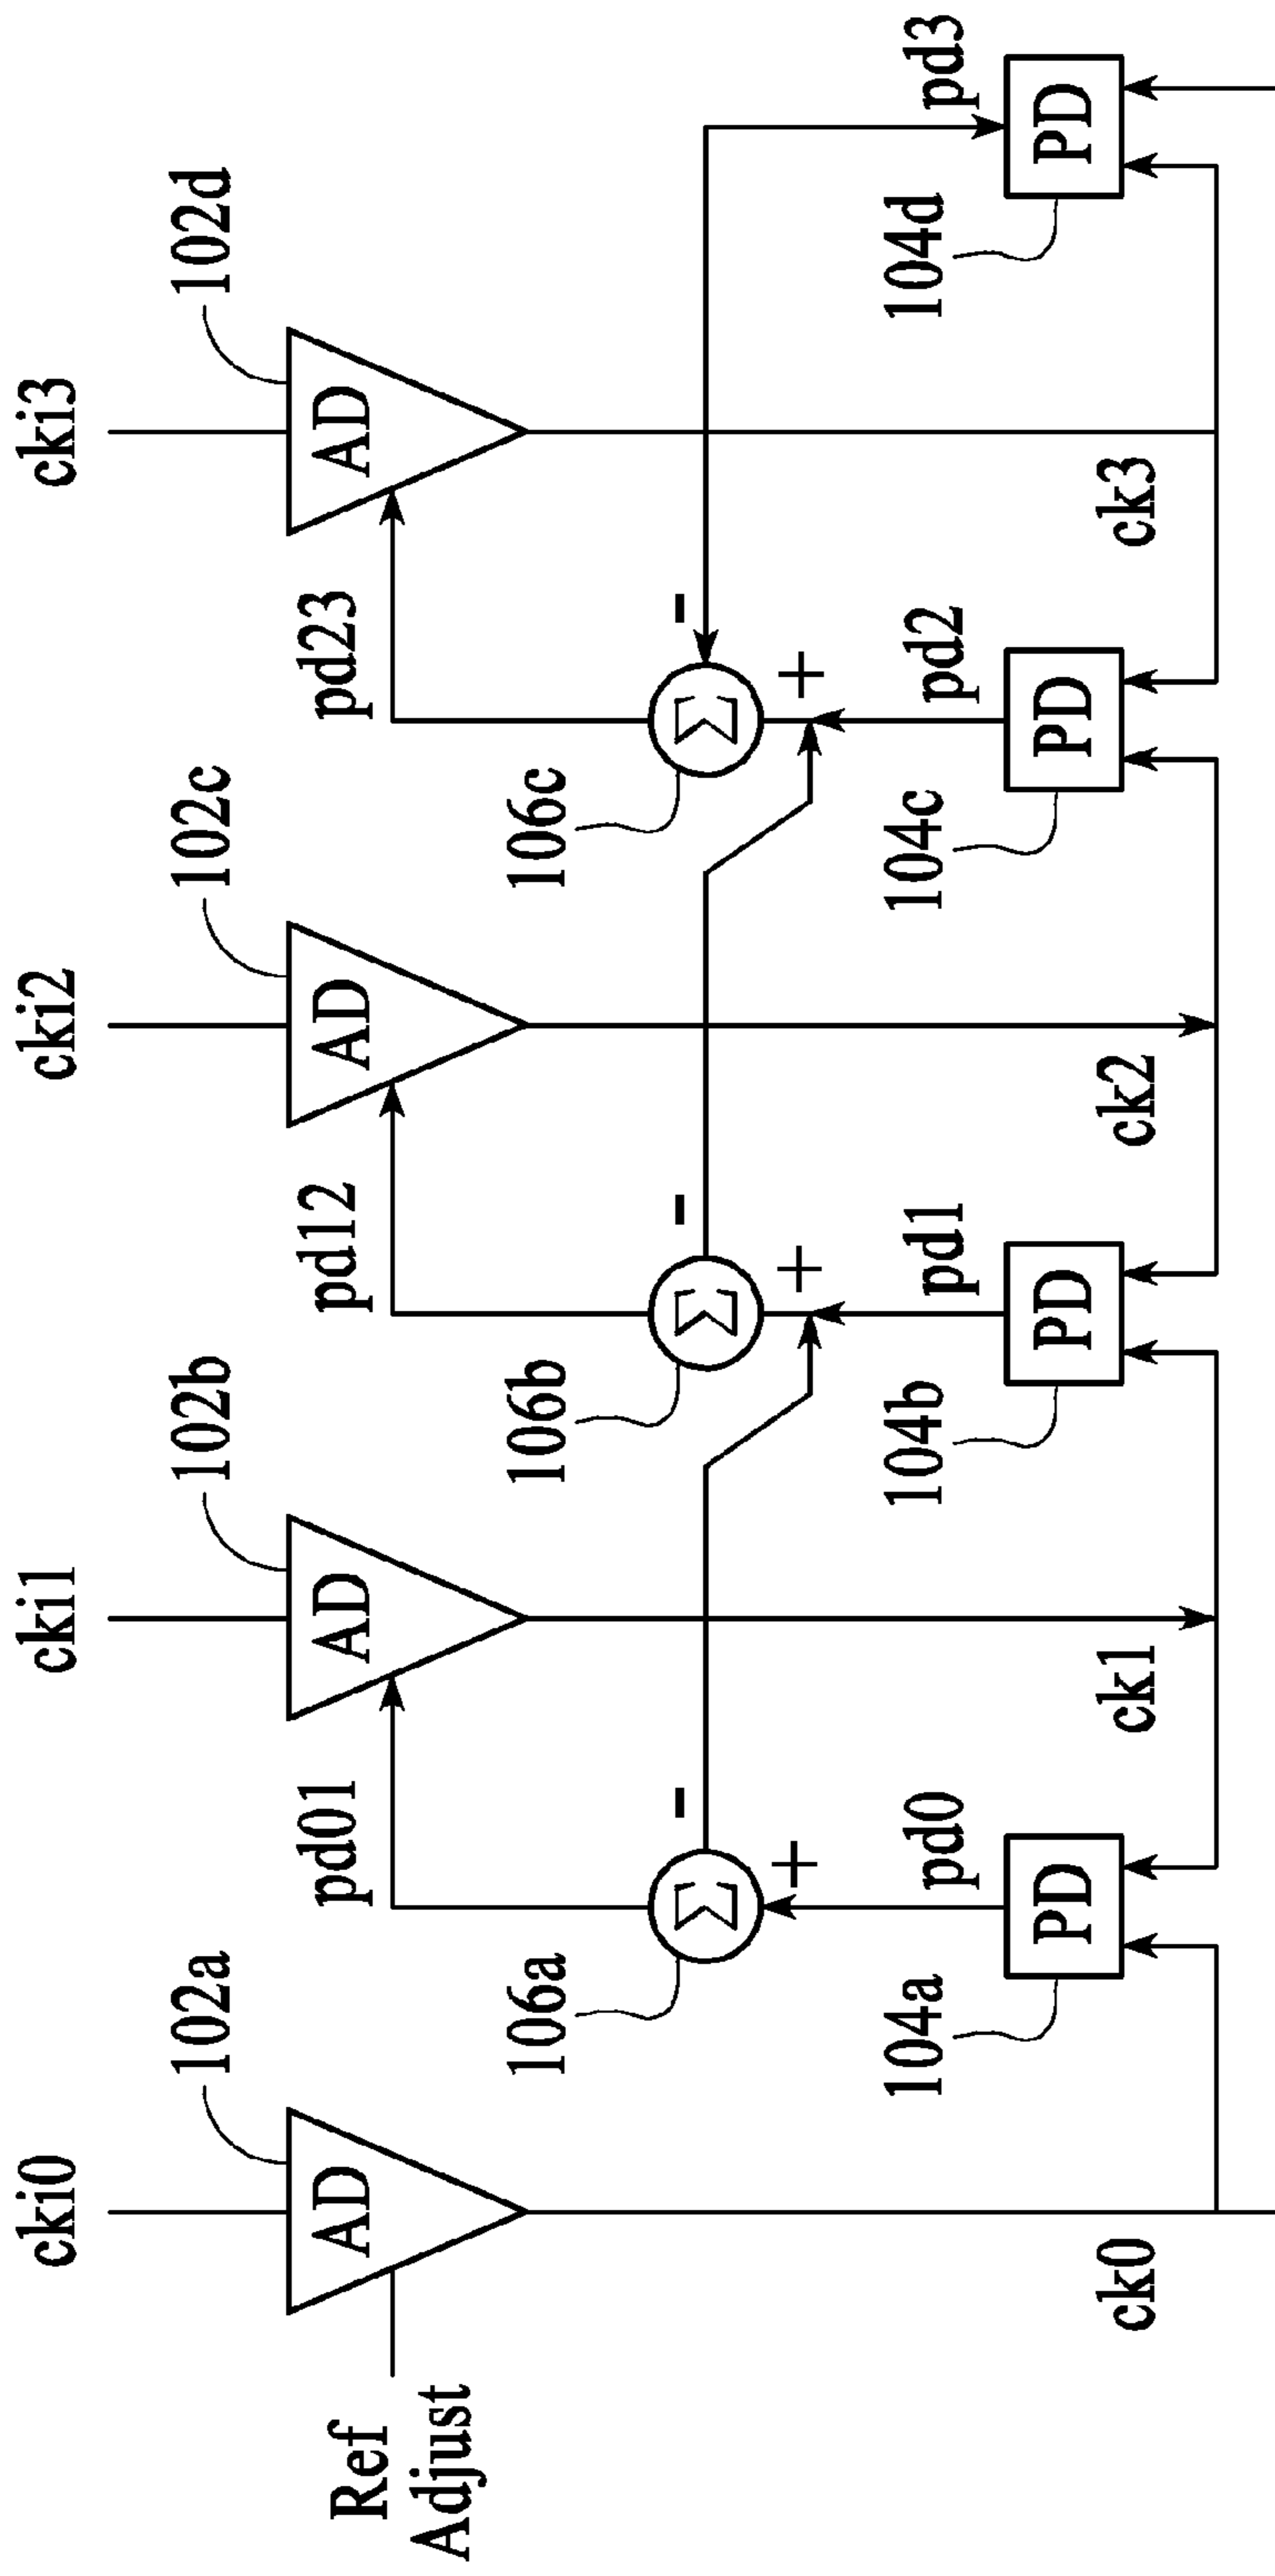 cki0
cki1
cki2
cki3
102a
102b
102c
102d
AD
AD
AD
AD
Ref
Adjust
pd01
pd12
pd23
106a
106b
106c
Σ
-
Σ
-
Σ
-
+
+
+
pd0
pd1
pd2
pd3
104a
104b
104c
104d
PD
PD
PD
PD
ck0
ck1
ck2
ck3